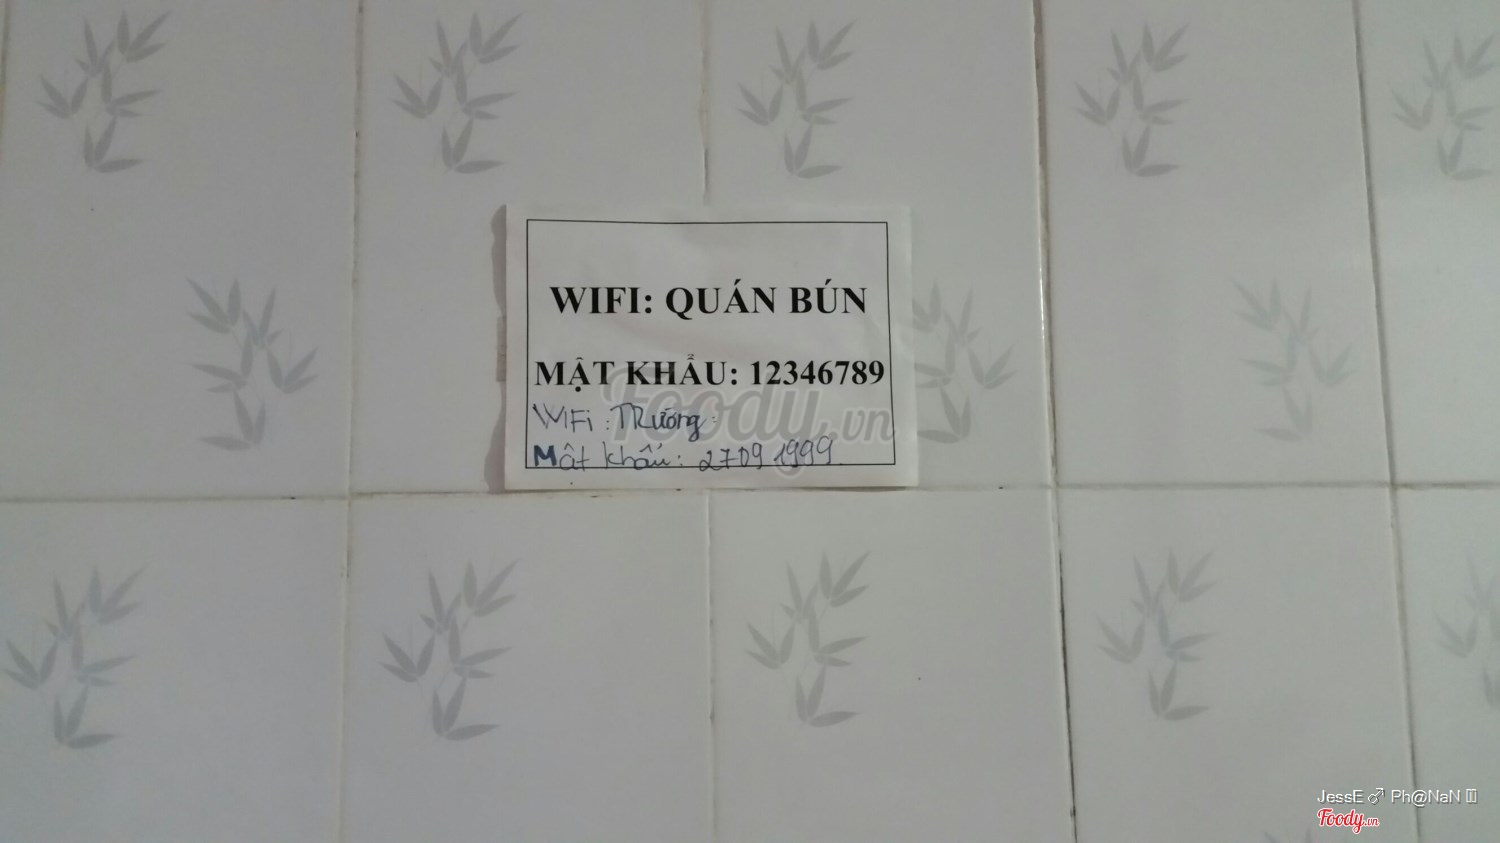 WIFI: QUÁN BÚN
MẬT KHẨU: 12346789
WIFi: TRường:
Mật khẩu: 27091999.
Foody.vn
JessE ♂ Ph@NaN
Foody.vn